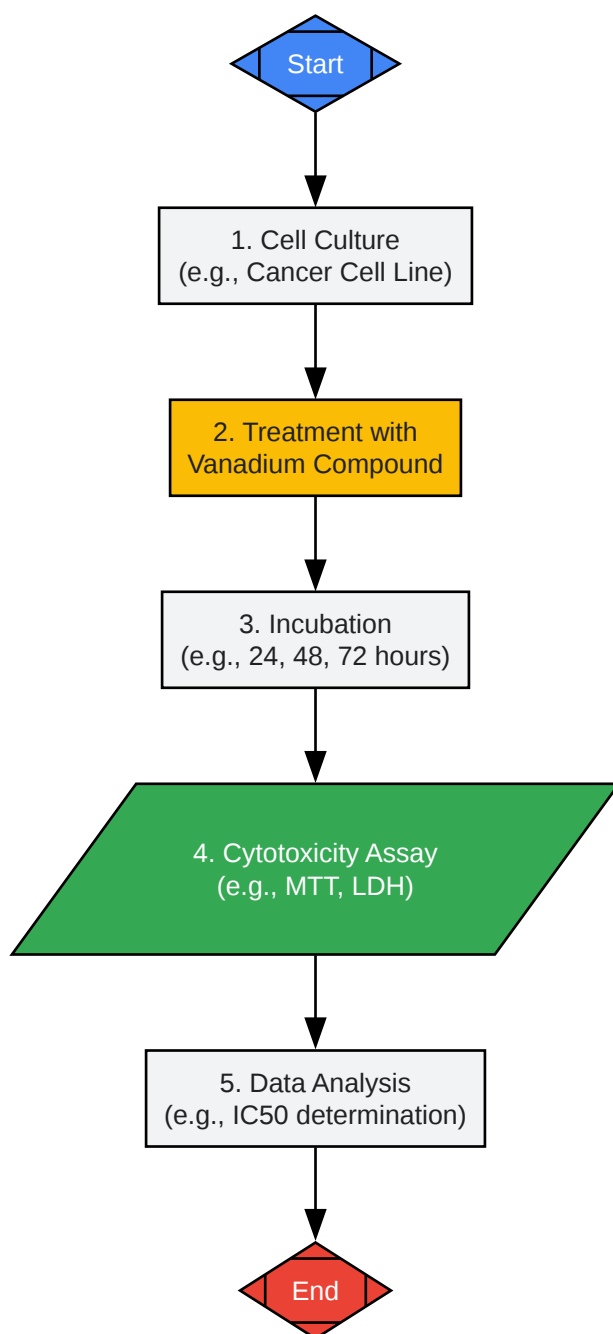 Start
1. Cell Culture
(e.g., Cancer Cell Line)
2. Treatment with
Vanadium Compound
3. Incubation
(e.g., 24, 48, 72 hours)
4. Cytotoxicity Assay
(e.g., MTT, LDH)
5. Data Analysis
(e.g., IC50 determination)
End